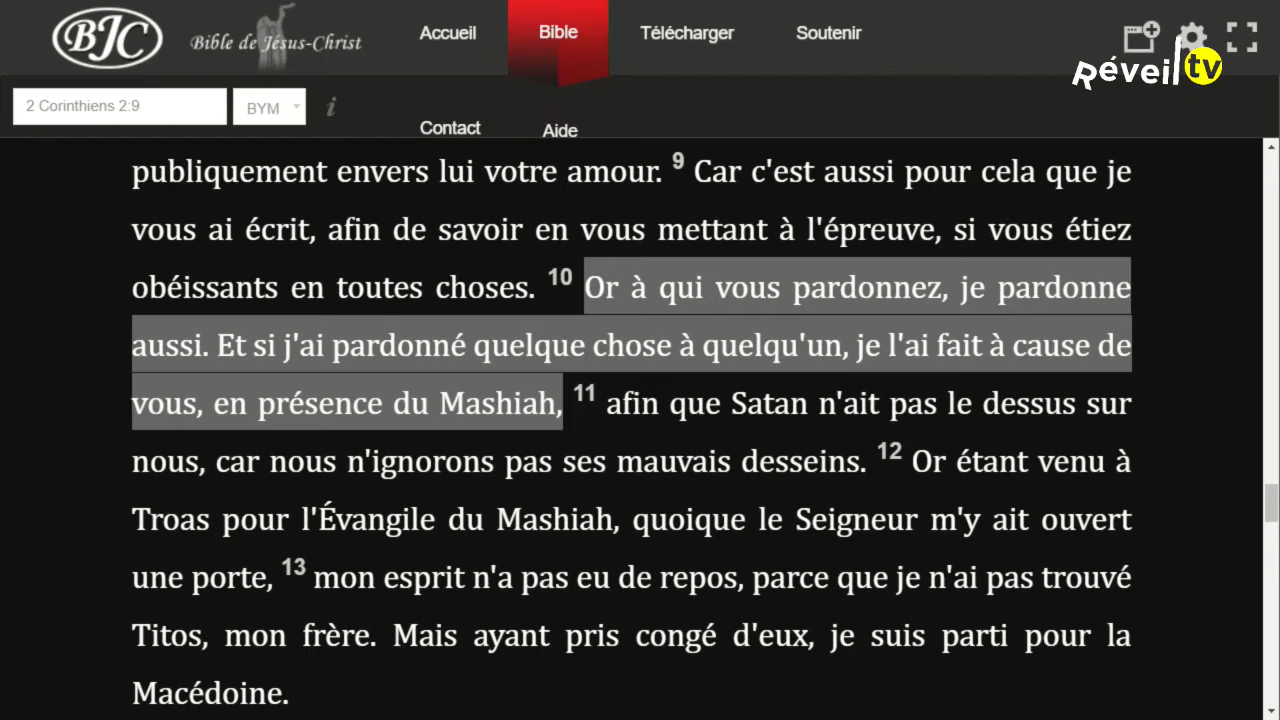 BJC Bible de Jésus-Christ Accueil Bible Télécharger Soutenir
Réveil tv
2 Corinthiens 2:9 BYM i
Contact Aide
publiquement envers lui votre amour. 9 Car c'est aussi pour cela que je
vous ai écrit, afin de savoir en vous mettant à l'épreuve, si vous étiez
obéissants en toutes choses. 10 Or à qui vous pardonnez, je pardonne
aussi. Et si j'ai pardonné quelque chose à quelqu'un, je l'ai fait à cause de
vous, en présence du Mashiah, 11 afin que Satan n'ait pas le dessus sur
nous, car nous n'ignorons pas ses mauvais desseins. 12 Or étant venu à
Troas pour l'Évangile du Mashiah, quoique le Seigneur m'y ait ouvert
une porte, 13 mon esprit n'a pas eu de repos, parce que je n'ai pas trouvé
Titos, mon frère. Mais ayant pris congé d'eux, je suis parti pour la
Macédoine.